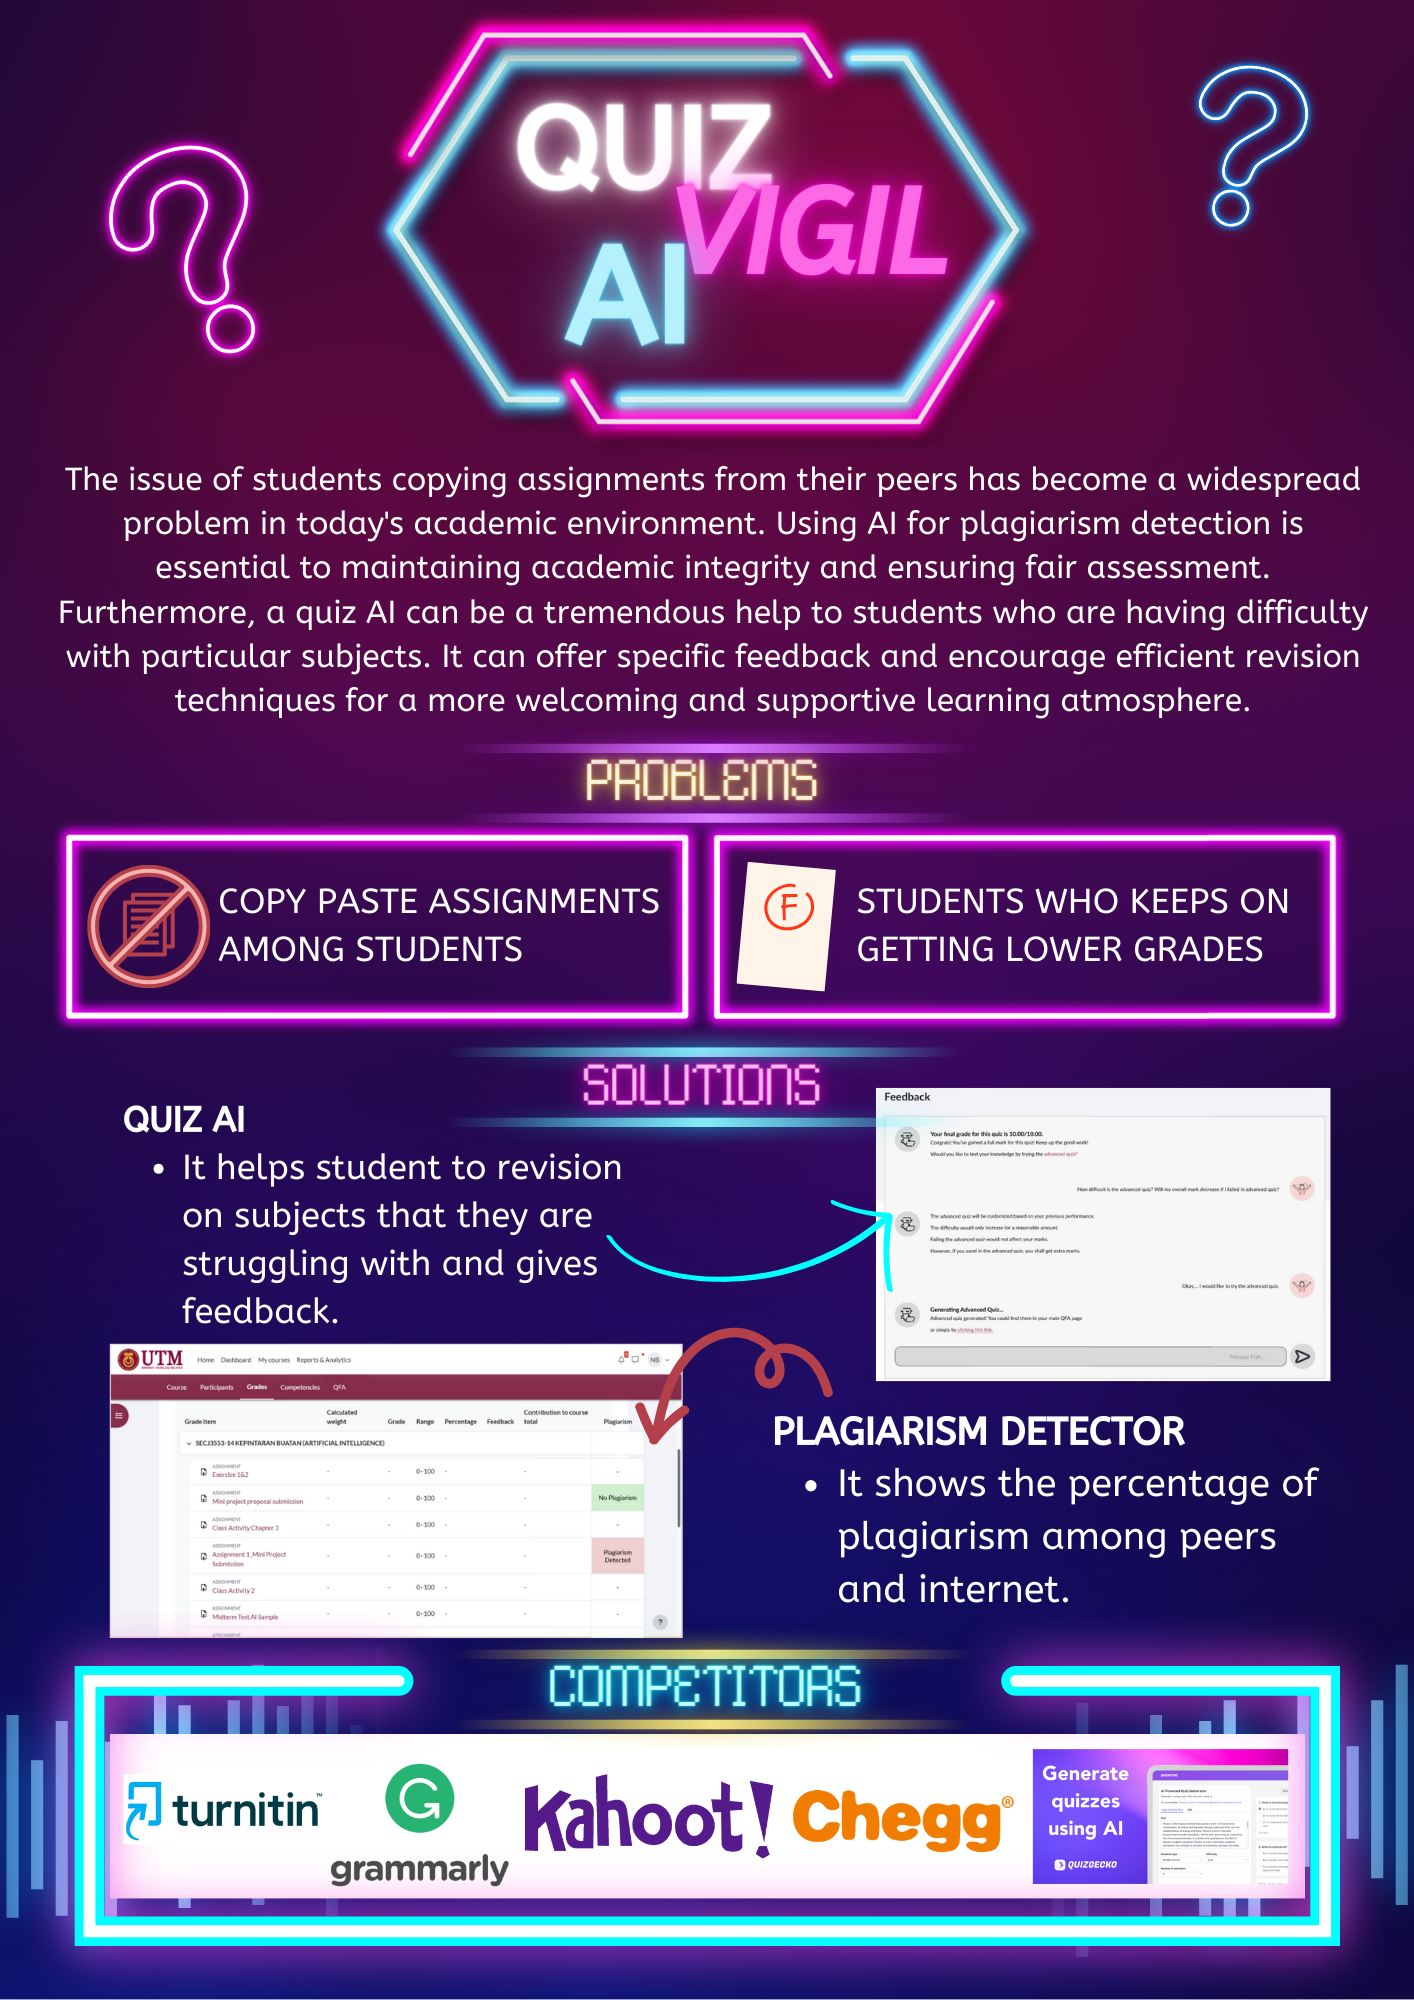 QUIZ
VIGIL
AI
The issue of students copying assignments from their peers has become a widespread
problem in today's academic environment. Using AI for plagiarism detection is
essential to maintaining academic integrity and ensuring fair assessment.
Furthermore, a quiz AI can be a tremendous help to students who are having difficulty
with particular subjects. It can offer specific feedback and encourage efficient revision
techniques for a more welcoming and supportive learning atmosphere.
PROBLEMS
COPY PASTE ASSIGNMENTS
AMONG STUDENTS
F
STUDENTS WHO KEEPS ON
GETTING LOWER GRADES
SOLUTIONS
QUIZ AI
• It helps student to revision
on subjects that they are
struggling with and gives
feedback.
Feedback
Your final grade for this quiz is 10.00/10.00.
Congrats! You've gained a full mark for this quiz! Keep up the good work!
Would you like to test your knowledge by trying the advanced quiz?
How difficult is the advanced quiz? Will my overall mark decrease if I failed in advanced quiz?
The advanced quiz will be customized based on your previous performance.
The difficulty would only increase for a reasonable amount.
Failing the advanced quiz would not affect your marks.
However, if you excel in the advanced quiz, you shall get extra marks.
Okay.... I would like to try the advanced quiz.
Generating Advanced Quiz...
Advanced quiz generated! You could find them in your main QFA page
or simply by clicking this link.
Message FQA...
UTM
Home Dashboard My courses Reports & Analytics
NB
Course Participants Grades Competencies QFA
Grade item Calculated weight Grade Range Percentage Feedback Contribution to course total Plagiarism
SECJ3553-14 KEPINTARAN BUATAN (ARTIFICIAL INTELLIGENCE)
ASSIGNMENT
Exercise 1&2 - - 0–100 - - -
ASSIGNMENT
Mini project proposal submission - - 0–100 - - No Plagiarism
ASSIGNMENT
Class Activity Chapter 3 - - 0–100 - - -
ASSIGNMENT
Assignment 1_Mini Project - - 0–100 - - Plagiarism
Submission Detected
ASSIGNMENT
Class Activity 2 - - 0–100 - - -
ASSIGNMENT
Midterm Test AI Sample - - 0–100 - - -
ASSIGNMENT
?
PLAGIARISM DETECTOR
• It shows the percentage of
plagiarism among peers
and internet.
COMPETITORS
turnitin™
G
grammarly
Kahoot!
Chegg®
Generate
quizzes
using AI
QUIZGECKO
QUIZGECKO
AI Powered Quiz Generator